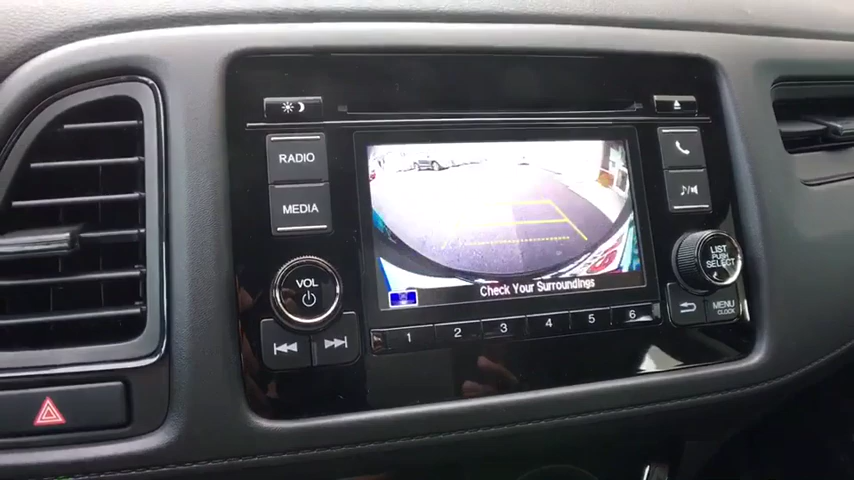 RADIO
MEDIA
VOL
Check Your Surroundings
1 2 3 4 5 6
LIST
PUSH
SELECT
MENU
CLOCK